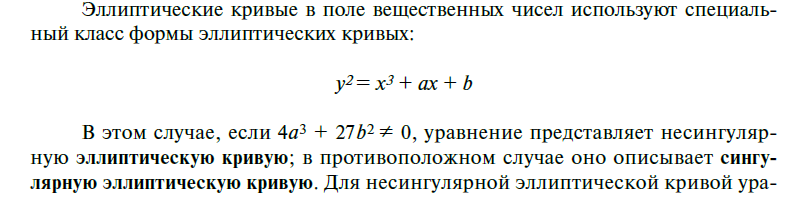 Эллиптические кривые в поле вещественных чисел используют специаль-
ный класс формы эллиптических кривых:
y² = x³ + ax + b
В этом случае, если 4a³ + 27b² ≠ 0, уравнение представляет несингуляр-
ную эллиптическую кривую; в противоположном случае оно описывает сингу-
лярную эллиптическую кривую. Для несингулярной эллиптической кривой ура-